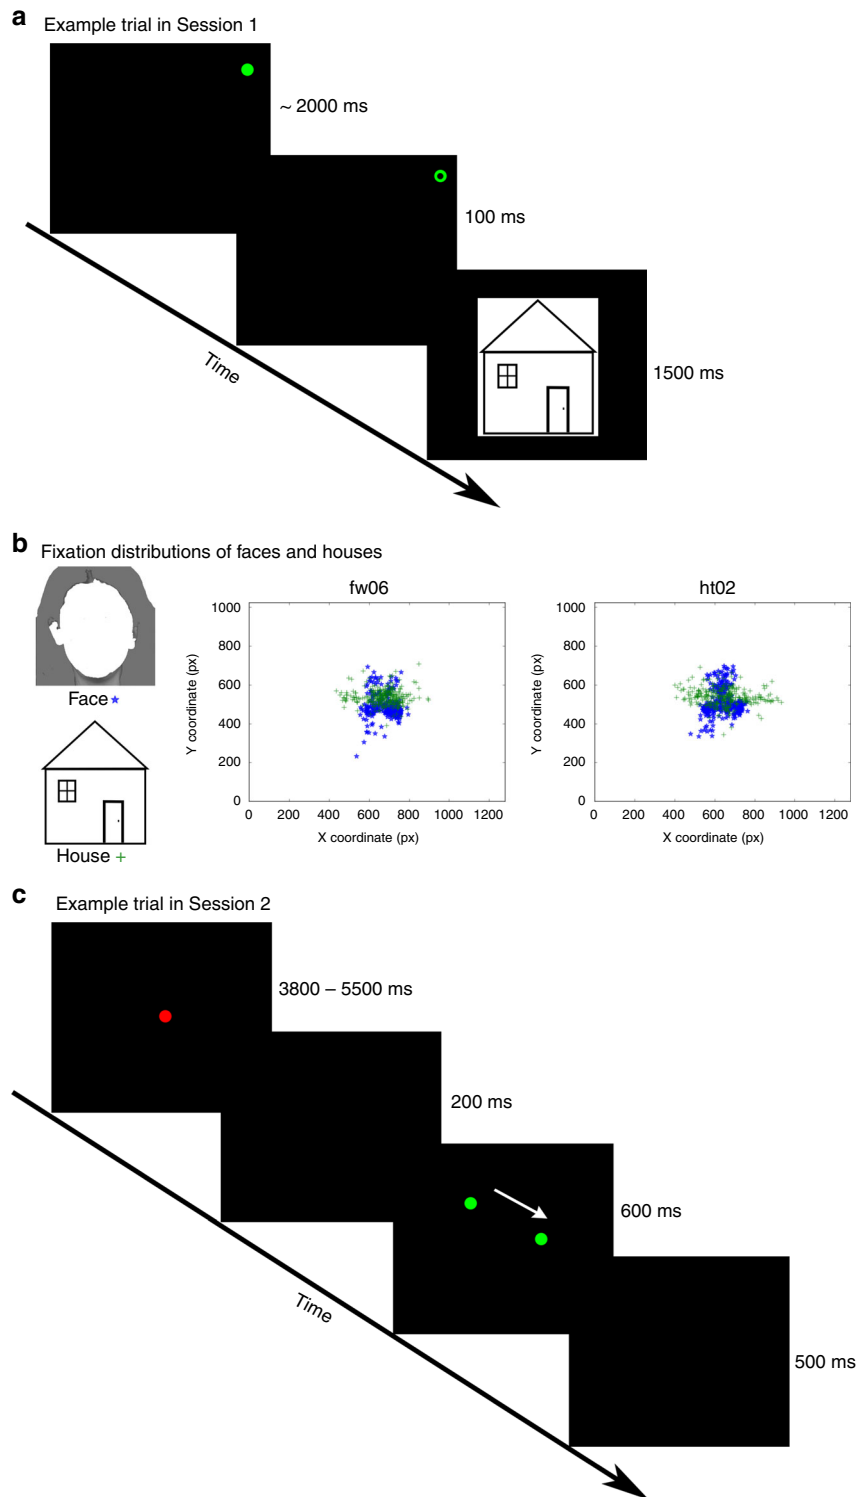 a Example trial in Session 1
~ 2000 ms
100 ms
1500 ms
Time
b Fixation distributions of faces and houses
Face
House +
fw06
1000
800
600
400
200
0
Y coordinate (px)
0 200 400 600 800 1000 1200
X coordinate (px)
ht02
1000
800
600
400
200
0
Y coordinate (px)
0 200 400 600 800 1000 1200
X coordinate (px)
c Example trial in Session 2
3800 – 5500 ms
200 ms
600 ms
500 ms
Time